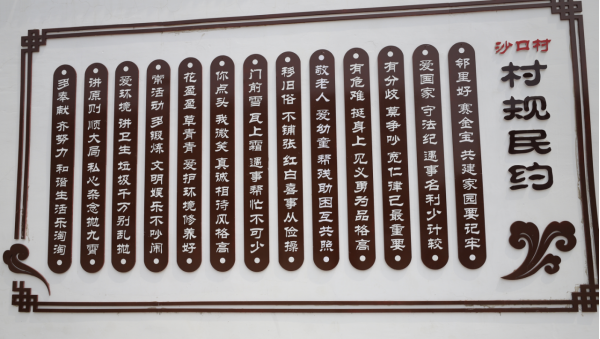 沙口村
村规民约
邻里好 赛金宝 共建家园要记牢
爱国家 守法纪 遇事名利少计较
有分歧 莫争吵 宽仁律己最重要
有危难 挺身上 见义勇为品格高
敬老人 爱幼童 帮残助困互共照
移旧俗 不铺张 红白喜事从俭操
门前雪 瓦上霜 遇事帮忙不可少
你点头 我微笑 真诚相待风格高
花盈盈 草青青 爱护环境修养好
常活动 多锻炼 文明娱乐不吵闹
爱环境 讲卫生 垃圾千万别乱抛
讲原则 顺大局 私心杂念抛九霄
多奉献 亦努力 和谐生活乐淘淘